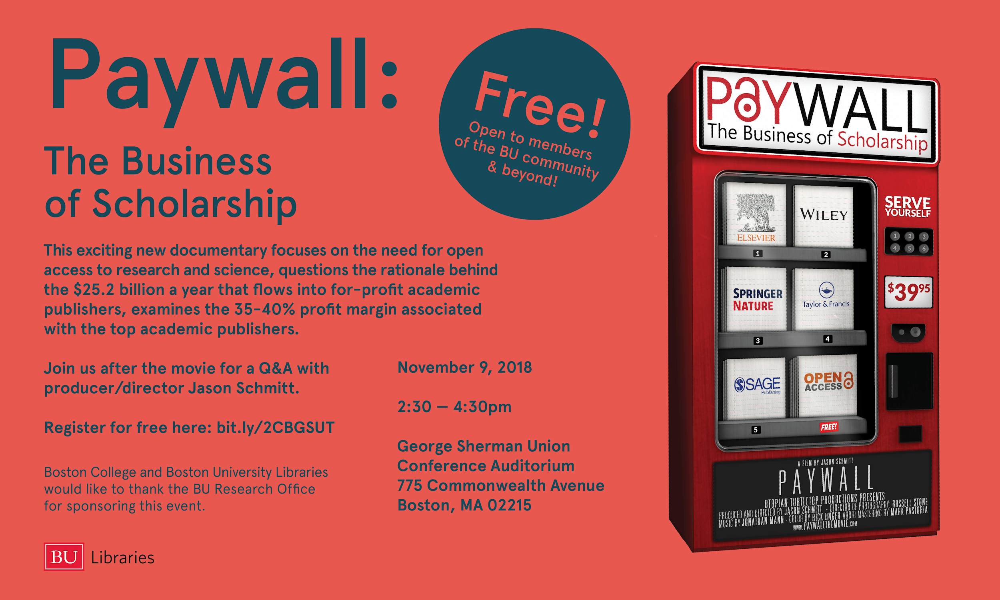 Paywall:
The Business
of Scholarship
Free!
Open to members
of the BU community
& beyond!
This exciting new documentary focuses on the need for open
access to research and science, questions the rationale behind
the $25.2 billion a year that flows into for-profit academic
publishers, examines the 35-40% profit margin associated
with the top academic publishers.
Join us after the movie for a Q&A with
producer/director Jason Schmitt.
Register for free here: bit.ly/2CBGSUT
Boston College and Boston University Libraries
would like to thank the BU Research Office
for sponsoring this event.
November 9, 2018
2:30 — 4:30pm
George Sherman Union
Conference Auditorium
775 Commonwealth Avenue
Boston, MA 02215
BU Libraries
PAYWALL
The Business of Scholarship
ELSEVIER
WILEY
1
2
SPRINGER
NATURE
Taylor & Francis
3
4
SAGE
Publishing
OPEN
ACCESS
5
FREE!
SERVE
YOURSELF
1 2 3
4 5 6
$3995
A FILM BY JASON SCHMITT
PAYWALL
UTOPIAN TURTLETOP PRODUCTIONS PRESENTS
PRODUCED AND DIRECTED BY JASON SCHMITT - DIRECTOR OF PHOTOGRAPHY: RUSSELL STONE
MUSIC BY JONATHAN MANN - COLOR BY RICK UNGER AUDIO MASTERING BY MARK PASTORIA
WWW.PAYWALLTHEMOVIE.COM